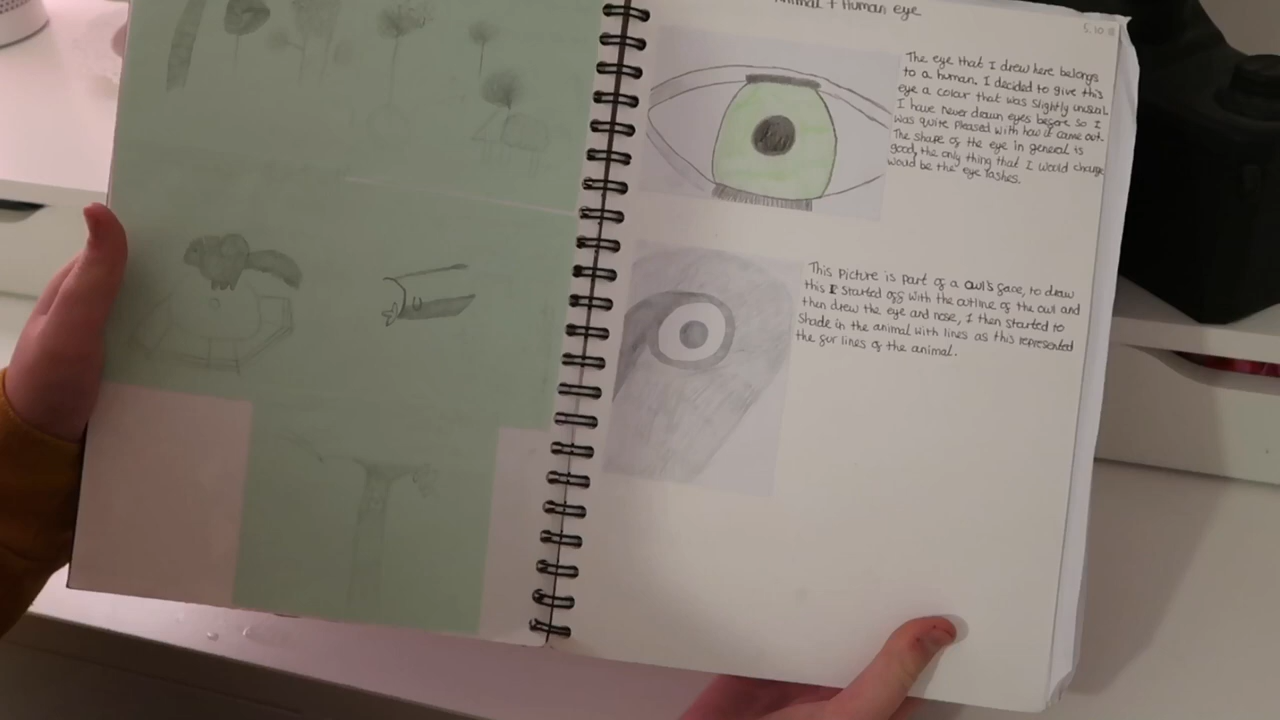 Animal + Human eye
5.10.18
The eye that I drew here belongs
to a human. I decided to give this
eye a colour that was slightly unusual
I have never drawn eyes before so I
was quite pleased with how it came out.
The shape of the eye in general is
good, the only thing that I would change
would be the eye lashes.
This picture is part of a owl's face, to draw
this I started off with the outline of the owl and
then drew the eye and nose, I then started to
shade in the animal with lines as this represented
the fur lines of the animal.